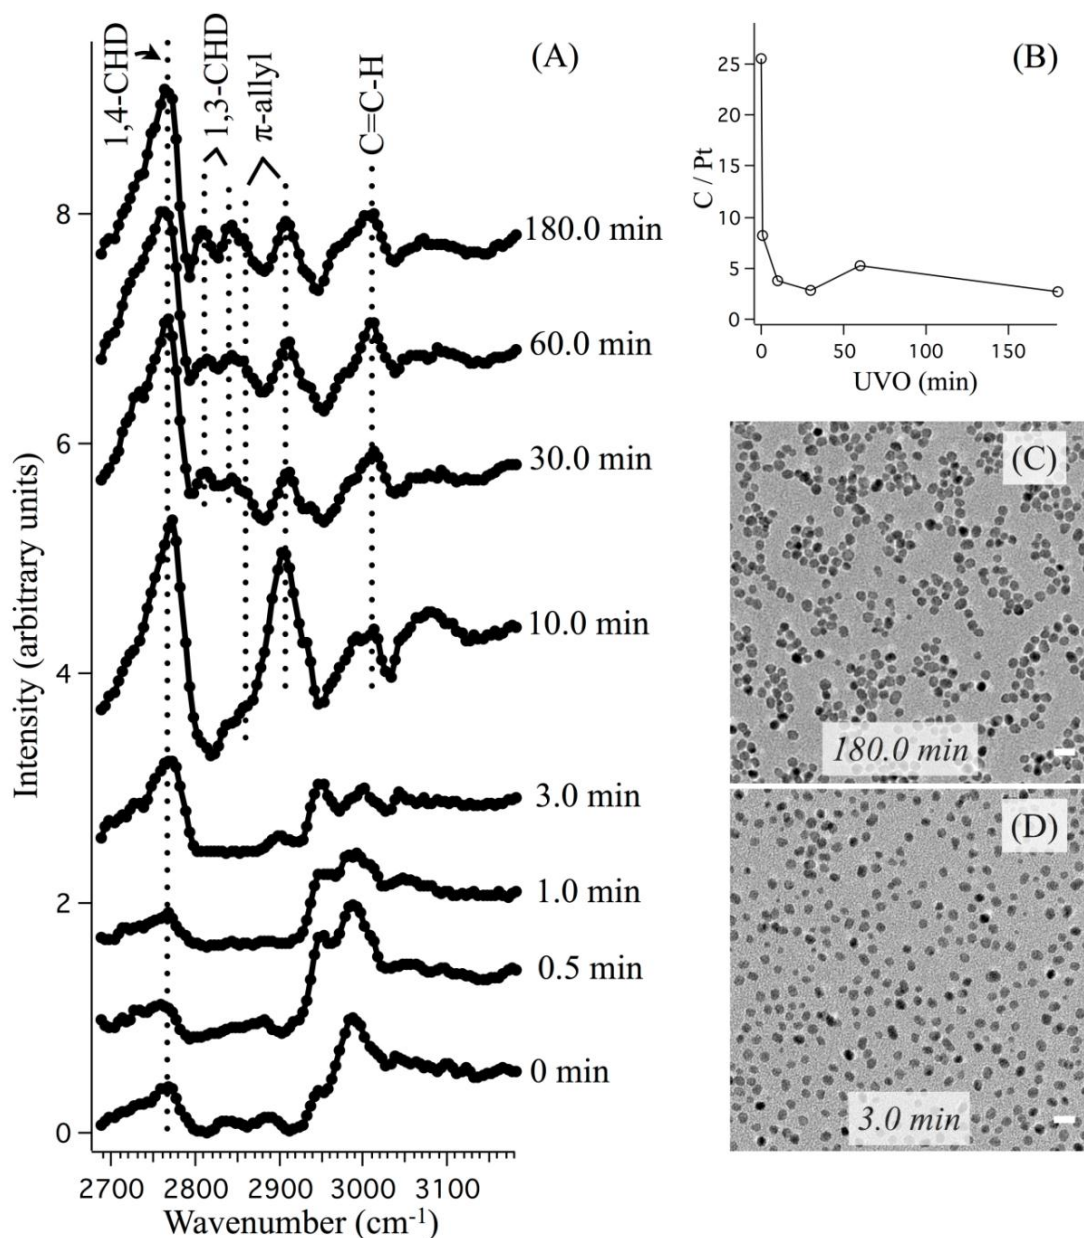 (A)
1,4-CHD
1,3-CHD
π-allyl
C=C-H
180.0 min
60.0 min
30.0 min
10.0 min
3.0 min
1.0 min
0.5 min
0 min
8
6
4
2
0
Intensity (arbitrary units)
2700 2800 2900 3000 3100
Wavenumber (cm-1)
(B)
25
20
15
10
5
0
C / Pt
0 50 100 150
UVO (min)
(C)
180.0 min
(D)
3.0 min